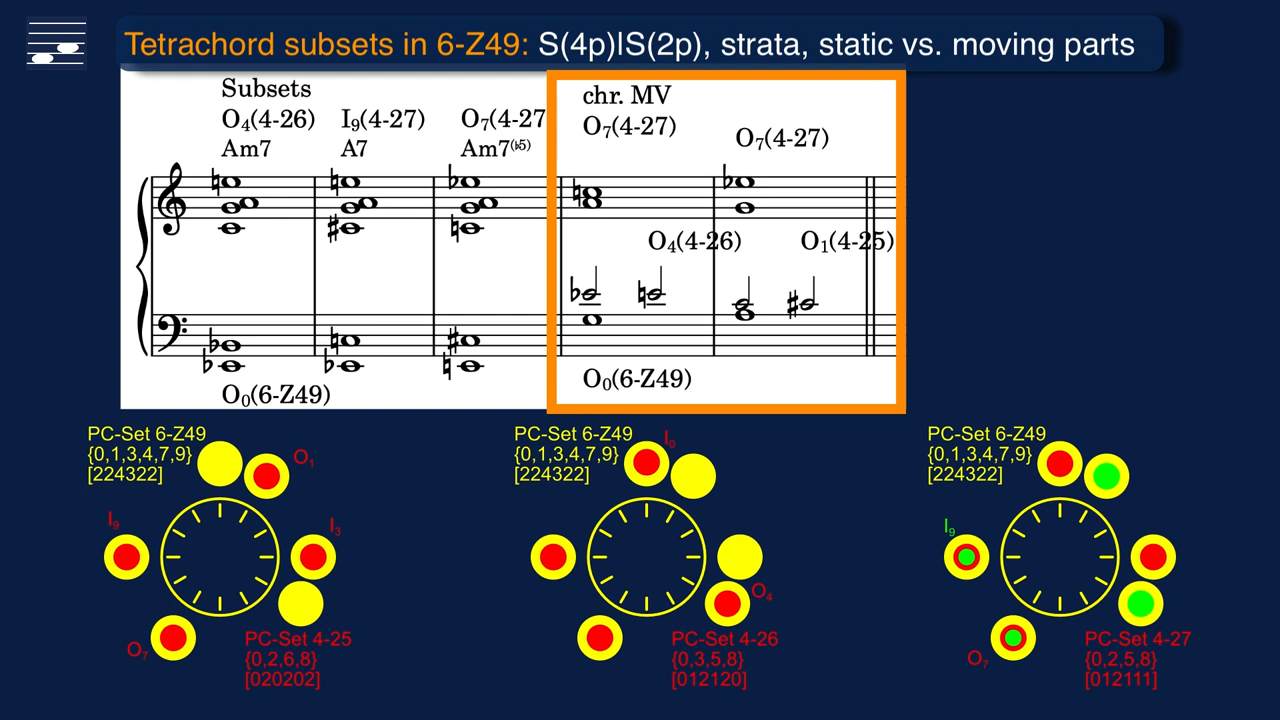 Tetrachord subsets in 6-Z49: S(4p)IS(2p), strata, static vs. moving parts
Subsets
O₄(4-26) I₉(4-27) O₇(4-27
Am7 A7 Am7(♭5)
chr. MV
O₇(4-27)
O₇(4-27)
O₄(4-26) O₁(4-25)
O₀(6-Z49)
O₀(6-Z49)
PC-Set 6-Z49
{0,1,3,4,7,9}
[224322]
O₁
I₉
I₃
O₇
PC-Set 4-25
{0,2,6,8}
[020202]
PC-Set 6-Z49
{0,1,3,4,7,9}
[224322]
I₀
O₄
PC-Set 4-26
{0,3,5,8}
[012120]
PC-Set 6-Z49
{0,1,3,4,7,9}
[224322]
I₉
O₇
PC-Set 4-27
{0,2,5,8}
[012111]